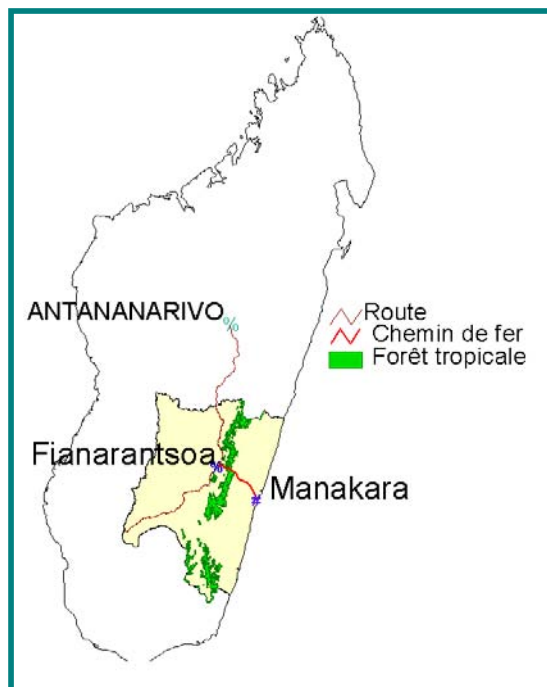 ANTANANARIVO %
Route
Chemin de fer
Forêt tropicale
Fianarantsoa %
Manakara
#